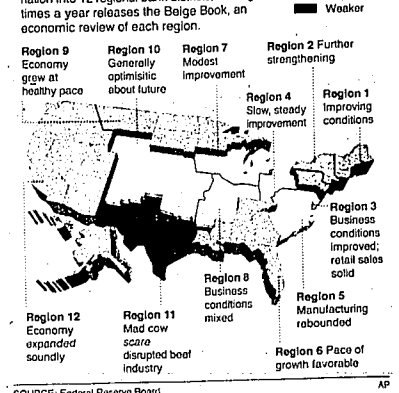 nation into 12 regional
times a year releases the Beige Book, an
economic review of each region.
Weaker
Region 9
Economy
grew at
healthy pace
Region 10
Generally
optimisitic
about future
Region 7
Modest
improvement
Region 2 Further
strengthening
Region 4
Slow, steady
improvement
Region 1
Improving
conditions
Region 3
Business
conditions
improved;
retail sales
solid
Region 8
Business
conditions
mixed
Region 5
Manufacturing
rebounded
Region 12
Economy
expanded
soundly
Region 11
Mad cow
scare
disrupted beef
industry
Region 6 Pace of
growth favorable
SOURCE: Federal Reserve Board
AP